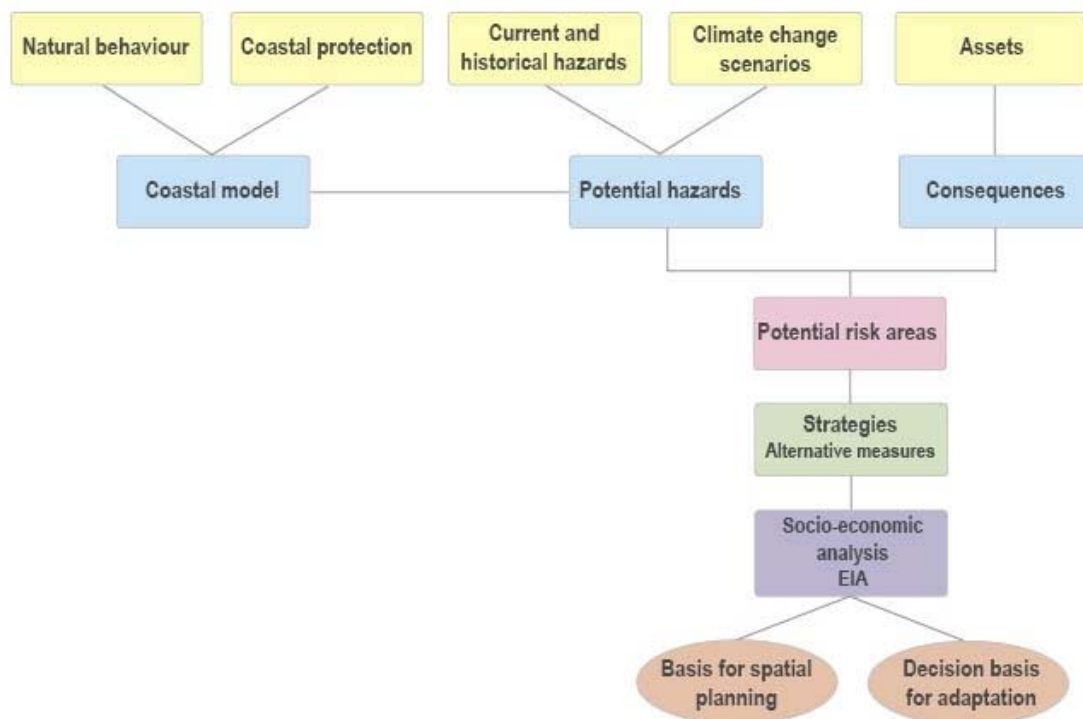 Natural behaviour
Coastal protection
Current and
historical hazards
Climate change
scenarios
Assets
Coastal model
Potential hazards
Consequences
Potential risk areas
Strategies
Alternative measures
Socio-economic
analysis
EIA
Basis for spatial
planning
Decision basis
for adaptation